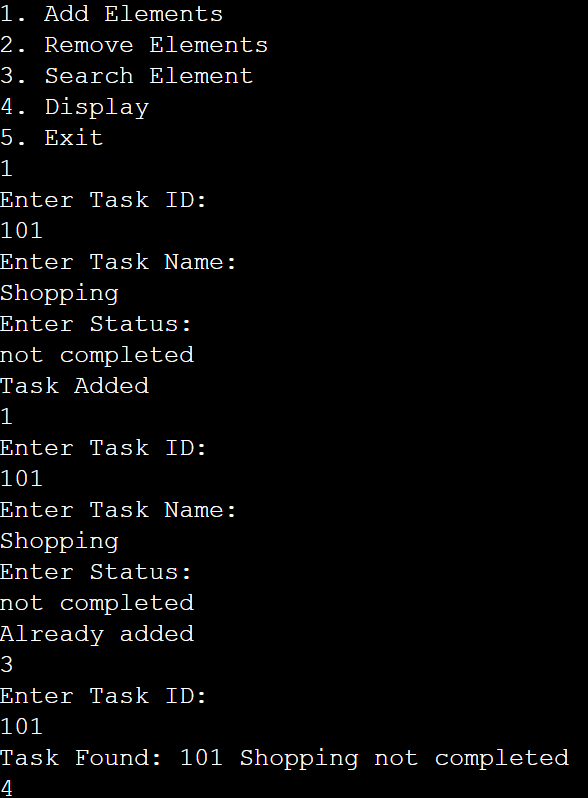 1. Add Elements
2. Remove Elements
3. Search Element
4. Display
5. Exit
1
Enter Task ID:
101
Enter Task Name:
Shopping
Enter Status:
not completed
Task Added
1
Enter Task ID:
101
Enter Task Name:
Shopping
Enter Status:
not completed
Already added
3
Enter Task ID:
101
Task Found: 101 Shopping not completed
4